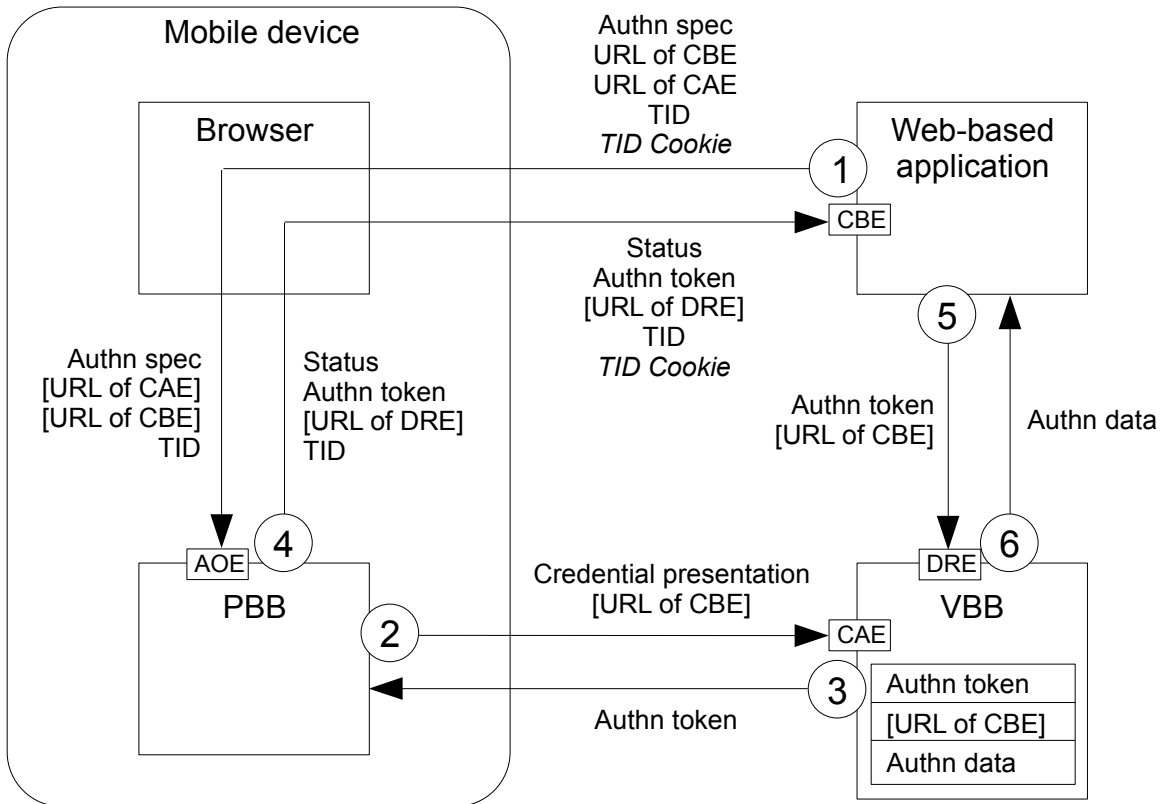 Mobile device
Authn spec
URL of CBE
URL of CAE
TID
TID Cookie
Browser
Web-based
application
1
CBE
Status
Authn token
[URL of DRE]
TID
TID Cookie
5
Authn spec
[URL of CAE]
[URL of CBE]
TID
Status
Authn token
[URL of DRE]
TID
Authn token
[URL of CBE]
Authn data
AOE
4
DRE
6
PBB
Credential presentation
[URL of CBE]
VBB
2
CAE
3
Authn token
Authn token
[URL of CBE]
Authn data